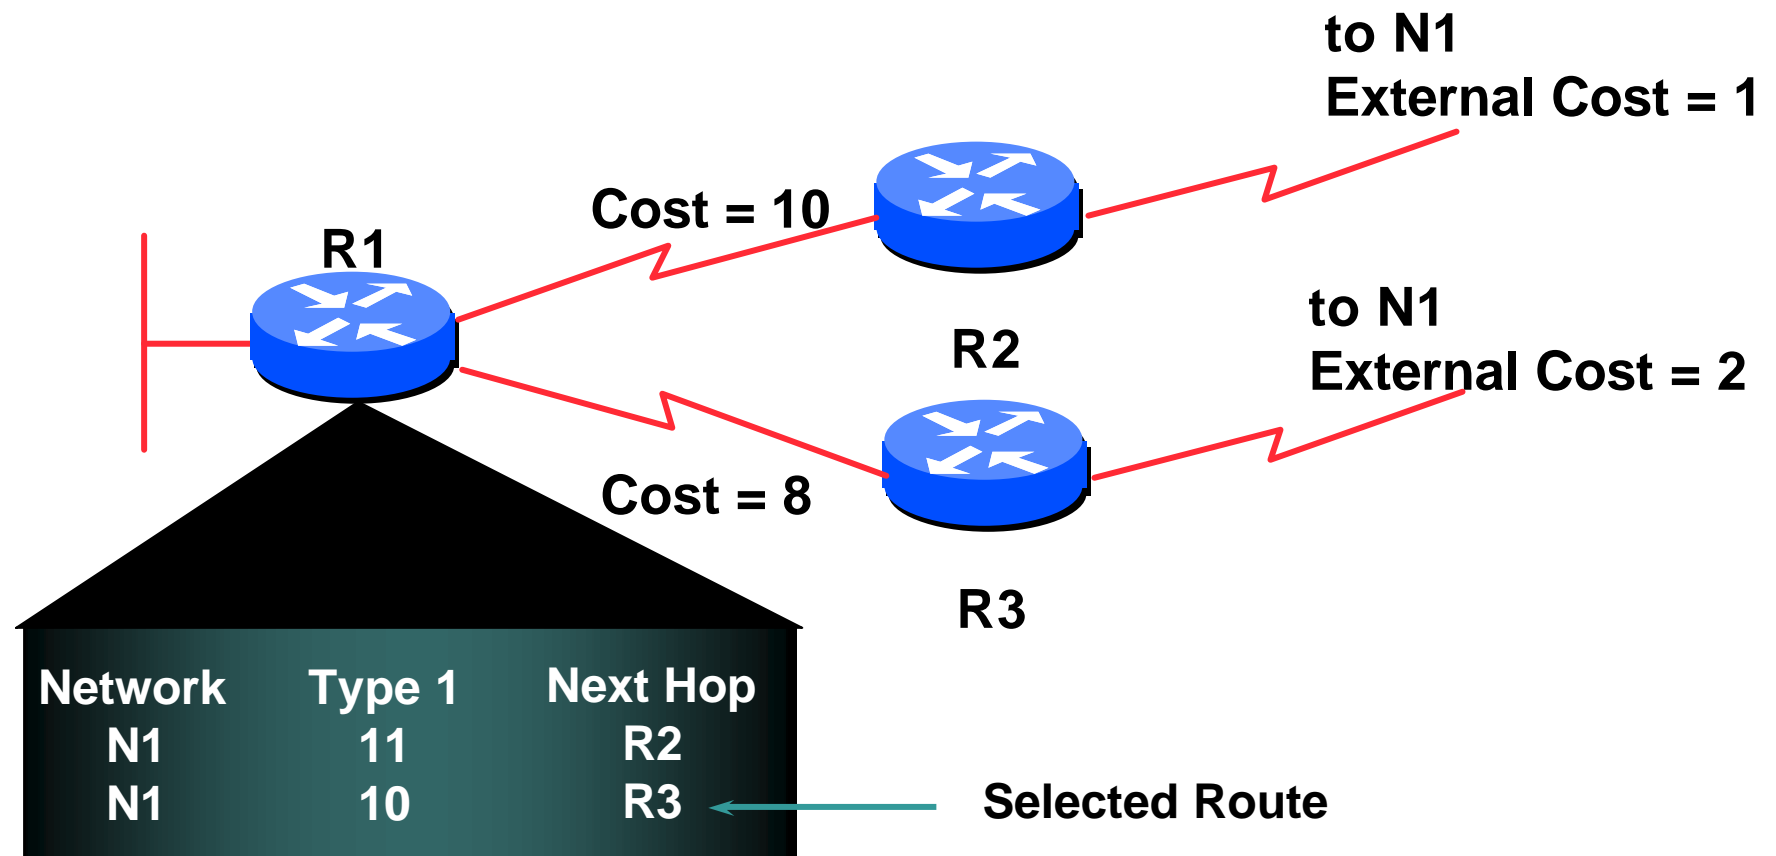 to N1
External Cost = 1
Cost = 10
R1
R2
to N1
External Cost = 2
Cost = 8
R3
Network Type 1 Next Hop
N1 11 R2
N1 10 R3
Selected Route